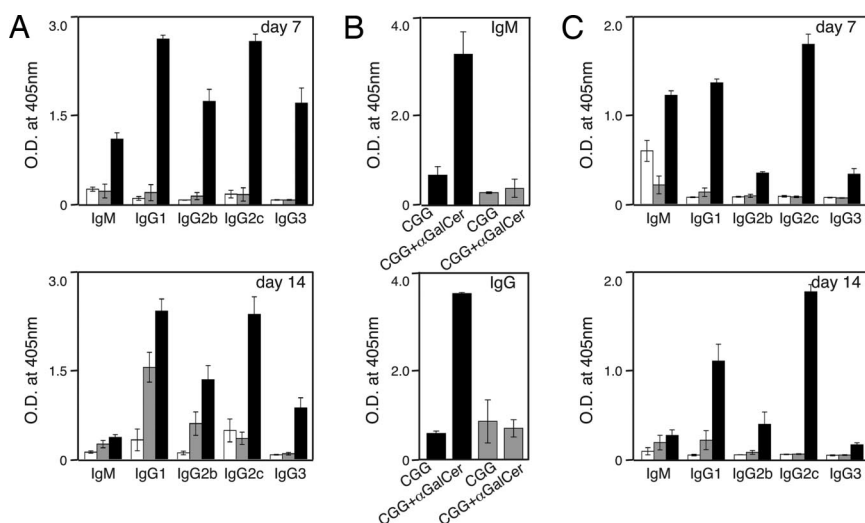 A
3.0
day 7
O.D. at 405nm
1.5
0
IgM IgG1 IgG2b IgG2c IgG3
3.0
day 14
O.D. at 405nm
1.5
0
IgM IgG1 IgG2b IgG2c IgG3
B
4.0
IgM
O.D. at 405nm
2.0
0
CGG
CGG+αGalCer
CGG
CGG+αGalCer
4.0
IgG
O.D. at 405nm
2.0
0
CGG
CGG+αGalCer
CGG
CGG+αGalCer
C
2.0
day 7
O.D. at 405nm
1.0
0
IgM IgG1 IgG2b IgG2c IgG3
2.0
day 14
O.D. at 405nm
1.0
0
IgM IgG1 IgG2b IgG2c IgG3